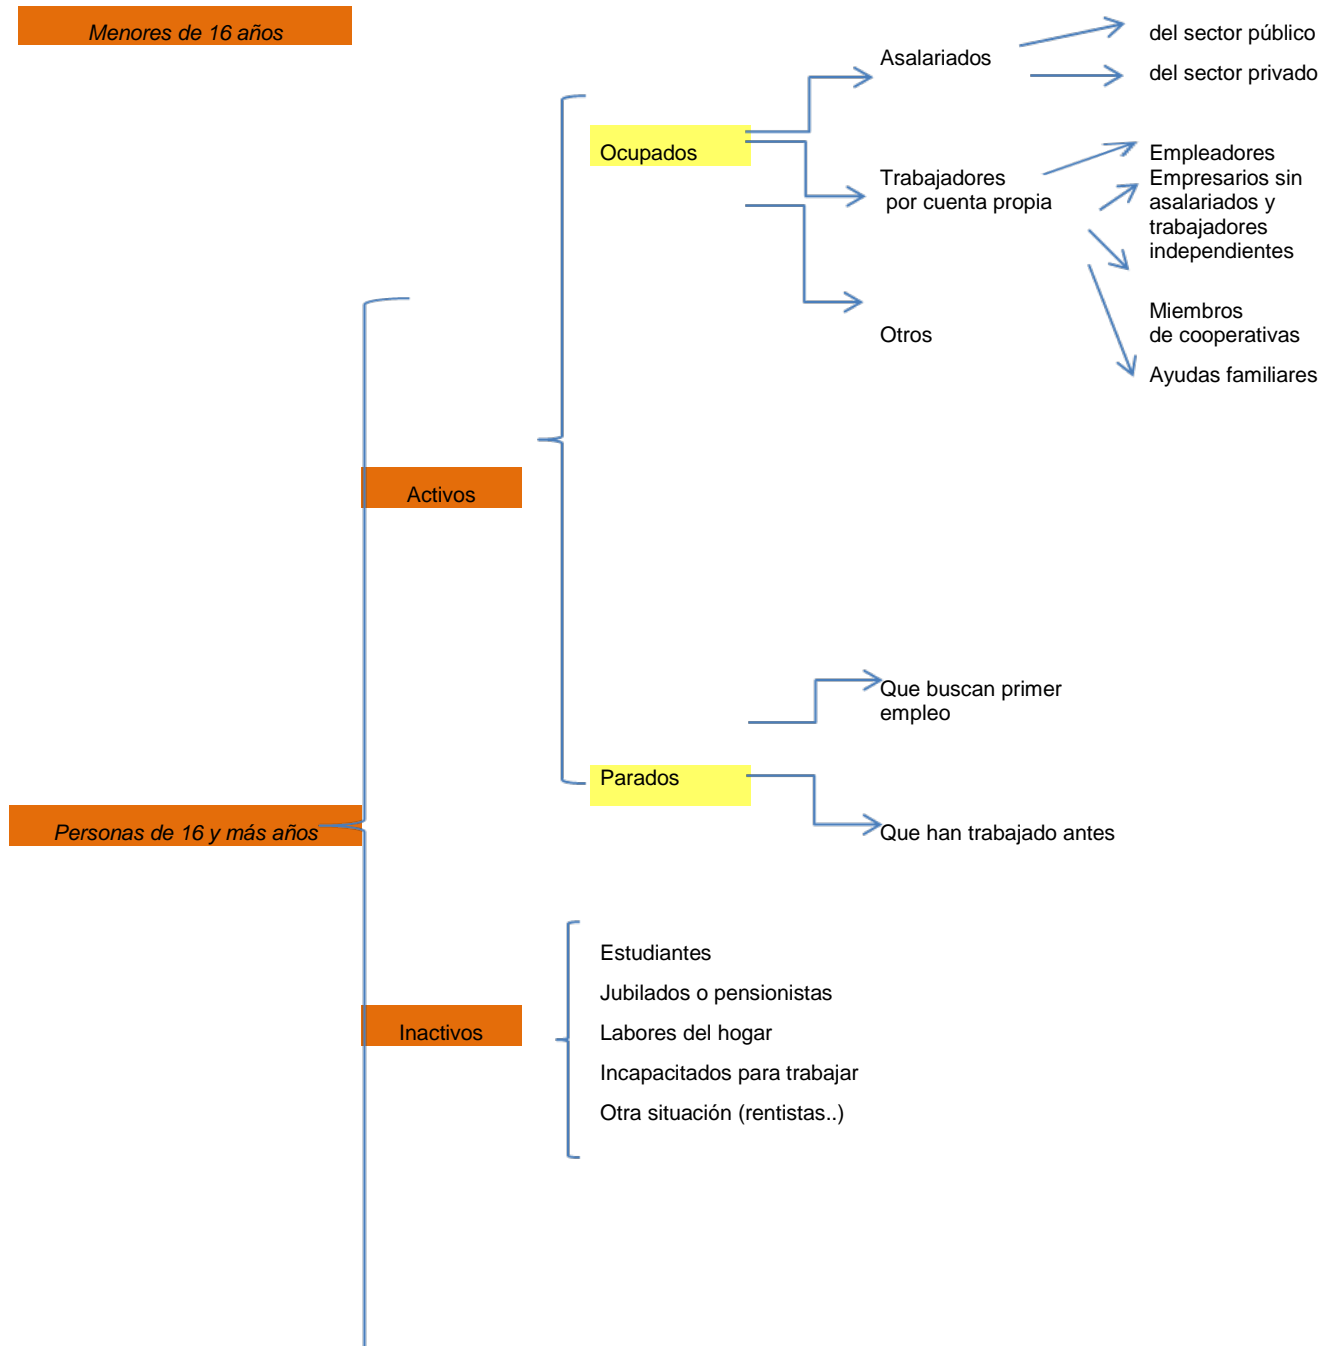 Menores de 16 años
Asalariados
del sector público
del sector privado
Ocupados
Trabajadores
por cuenta propia
Empleadores
Empresarios sin
asalariados y
trabajadores
independientes
Miembros
de cooperativas
Ayudas familiares
Otros
Activos
Que buscan primer
empleo
Parados
Que han trabajado antes
Personas de 16 y más años
Inactivos
Estudiantes
Jubilados o pensionistas
Labores del hogar
Incapacitados para trabajar
Otra situación (rentistas..)